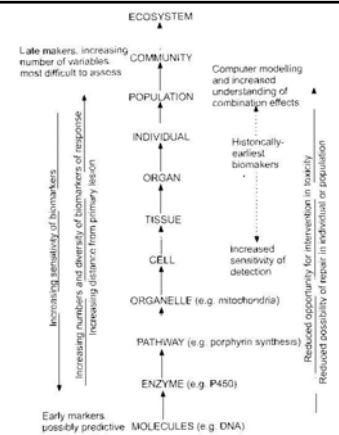 ECOSYSTEM
Late makers, increasing
number of variables,
most difficult to assess
COMMUNITY
Computer modelling
and increased
understanding of
combination effects
POPULATION
INDIVIDUAL
Historically-
earliest
biomakers
ORGAN
TISSUE
CELL
Increased
sensitivity of
detection
ORGANELLE (e.g. mitochondria)
PATHWAY (e.g. porphyrin synthesis)
ENZYME (e.g. P450)
Early markers,
possibly predictive
MOLECULES (e.g. DNA)
Increasing sensitivity of biomarkers
Increasing numbers and diversity of biomarkers of response
Increasing distance from primary lesion
Reduced opportunity for intervention in toxicity
Reduced possibility of repair in individual or population